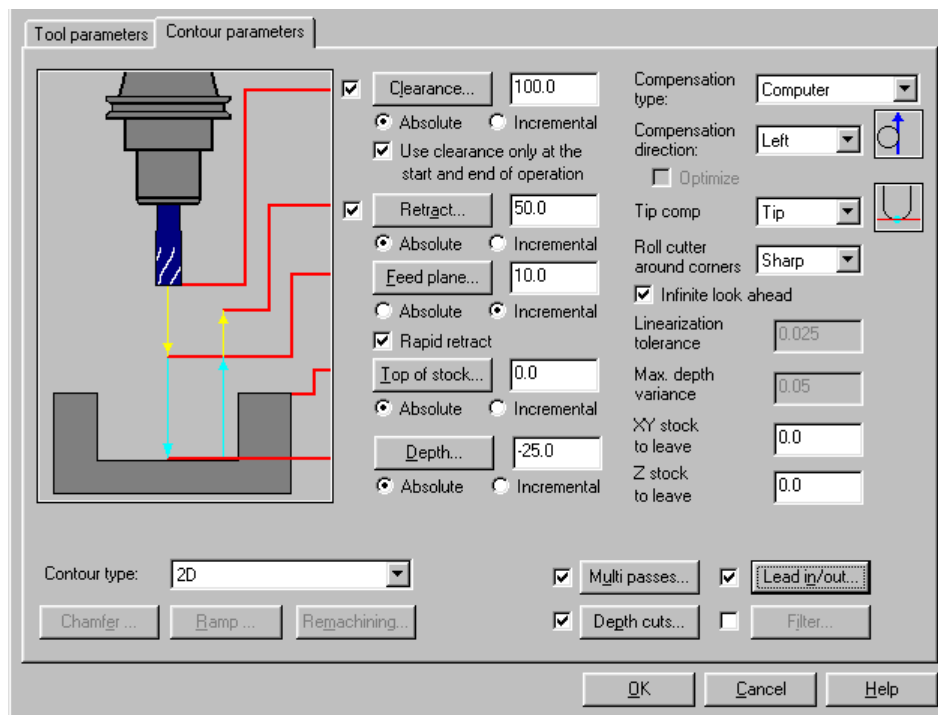 Tool parameters
Contour parameters
Clearance...
100.0
Absolute
Incremental
Use clearance only at the
start and end of operation
Retract...
50.0
Absolute
Incremental
Feed plane...
10.0
Absolute
Incremental
Rapid retract
Top of stock...
0.0
Absolute
Incremental
Depth...
-25.0
Absolute
Incremental
Compensation
type:
Computer
Compensation
direction:
Left
Optimize
Tip comp
Tip
Roll cutter
around corners
Sharp
Infinite look ahead
Linearization
tolerance
0.025
Max. depth
variance
0.05
XY stock
to leave
0.0
Z stock
to leave
0.0
Contour type:
2D
Multi passes...
Lead in/out...
Chamfer ...
Ramp ...
Remachining...
Depth cuts...
Filter...
OK
Cancel
Help